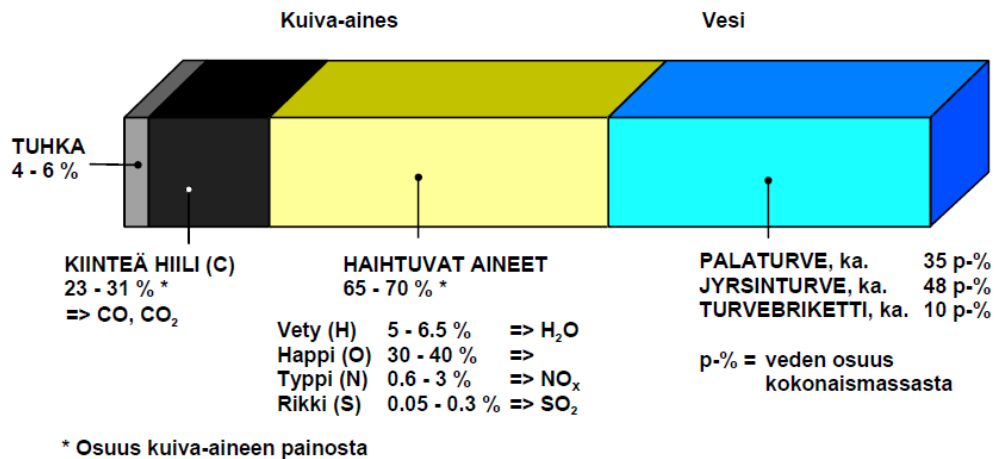 Kuiva-aines
Vesi
TUHKA
4 - 6 %
KIINTEÄ HIILI (C)
23 - 31 % *
=> CO, CO₂
HAIHTUVAT AINEET
65 - 70 % *
Vety (H) 5 - 6.5 % => H₂O
Happi (O) 30 - 40 % =>
Typpi (N) 0.6 - 3 % => NOₓ
Rikki (S) 0.05 - 0.3 % => SO₂
PALATURVE, ka. 35 p-%
JYRSINTURVE, ka. 48 p-%
TURVEBRIKETTI, ka. 10 p-%
p-% = veden osuus
kokonaismassasta
* Osuus kuiva-aineen painosta